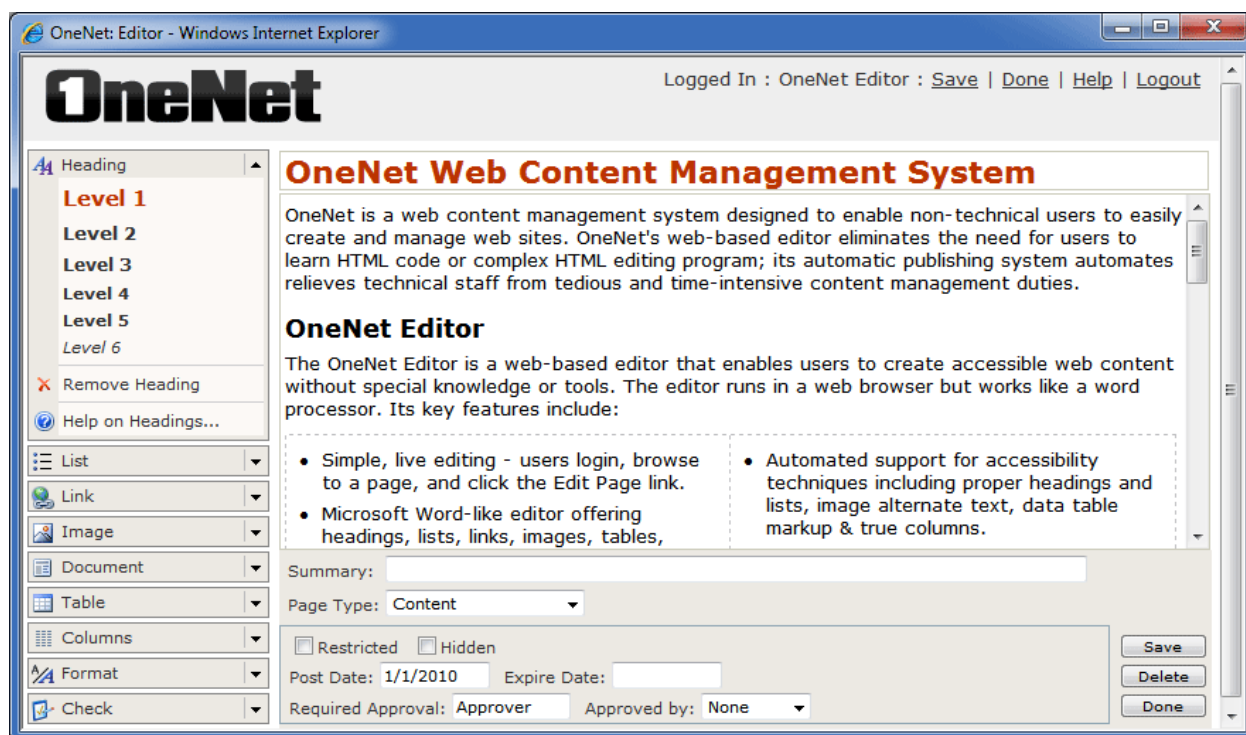 OneNet: Editor - Windows Internet Explorer
OneNet
Logged In : OneNet Editor : Save | Done | Help | Logout
Heading
Level 1
Level 2
Level 3
Level 4
Level 5
Level 6
Remove Heading
Help on Headings...
List
Link
Image
Document
Table
Columns
Format
Check
OneNet Web Content Management System
OneNet is a web content management system designed to enable non-technical users to easily
create and manage web sites. OneNet's web-based editor eliminates the need for users to
learn HTML code or complex HTML editing program; its automatic publishing system automates
relieves technical staff from tedious and time-intensive content management duties.
OneNet Editor
The OneNet Editor is a web-based editor that enables users to create accessible web content
without special knowledge or tools. The editor runs in a web browser but works like a word
processor. Its key features include:
• Simple, live editing - users login, browse
to a page, and click the Edit Page link.
• Microsoft Word-like editor offering
headings, lists, links, images, tables,
• Automated support for accessibility
techniques including proper headings and
lists, image alternate text, data table
markup & true columns.
Summary:
Page Type: Content
Restricted Hidden
Post Date: 1/1/2010 Expire Date:
Required Approval: Approver Approved by: None
Save
Delete
Done